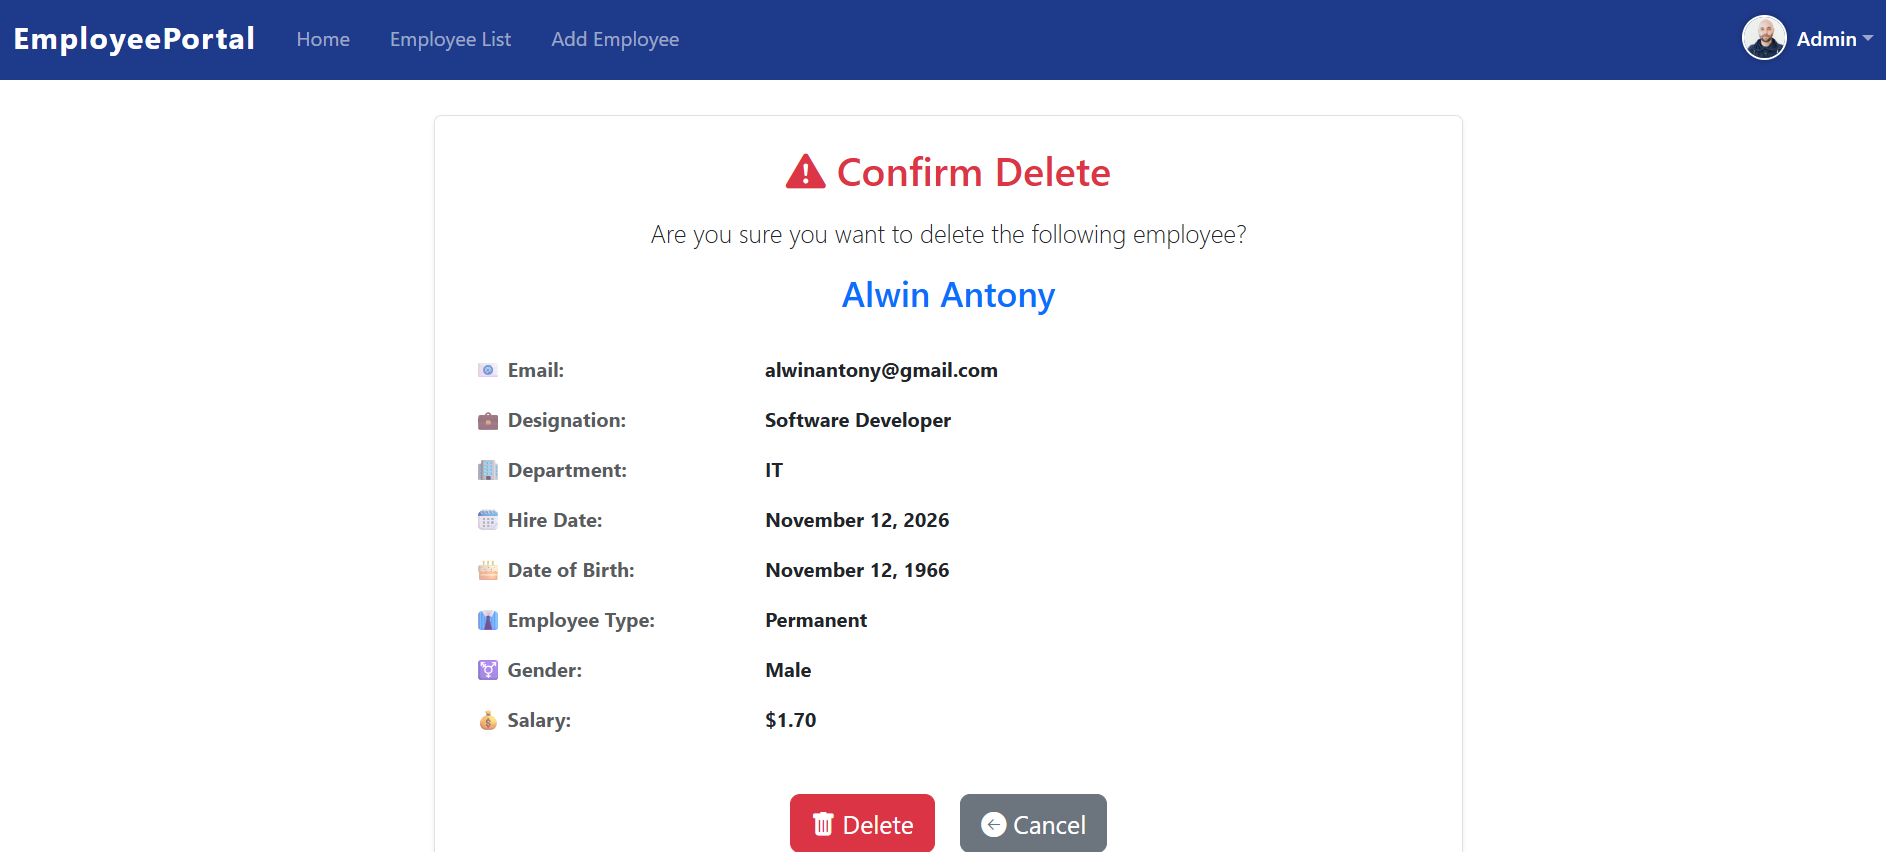 EmployeePortal Home Employee List Add Employee Admin
Confirm Delete
Are you sure you want to delete the following employee?
Alwin Antony
Email: alwinantony@gmail.com
Designation: Software Developer
Department: IT
Hire Date: November 12, 2026
Date of Birth: November 12, 1966
Employee Type: Permanent
Gender: Male
Salary: $1.70
Delete Cancel